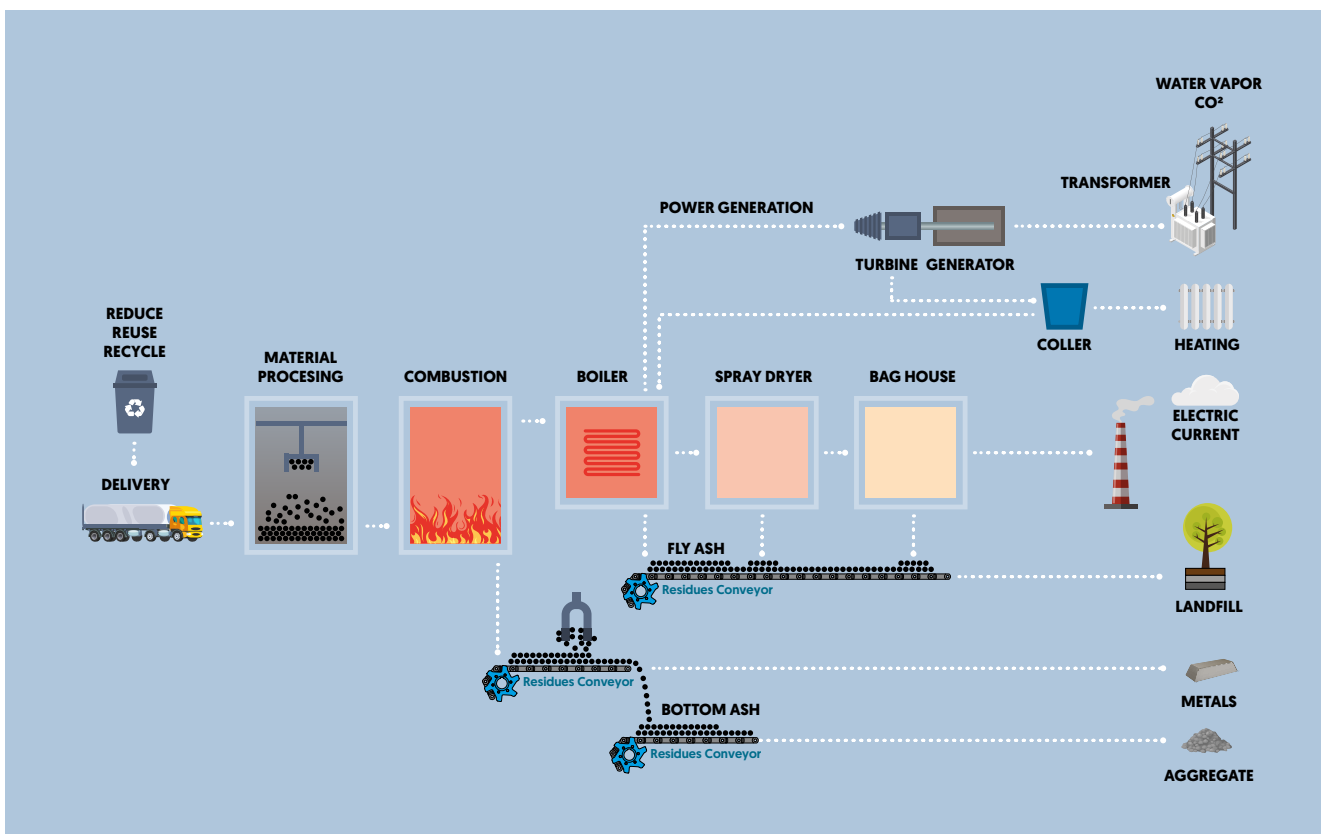 WATER VAPOR
CO²
TRANSFORMER
POWER GENERATION
TURBINE GENERATOR
REDUCE
REUSE
RECYCLE
COLLER
HEATING
MATERIAL
PROCESING
COMBUSTION
BOILER
SPRAY DRYER
BAG HOUSE
ELECTRIC
CURRENT
DELIVERY
FLY ASH
Residues Conveyor
LANDFILL
Residues Conveyor
METALS
BOTTOM ASH
Residues Conveyor
AGGREGATE